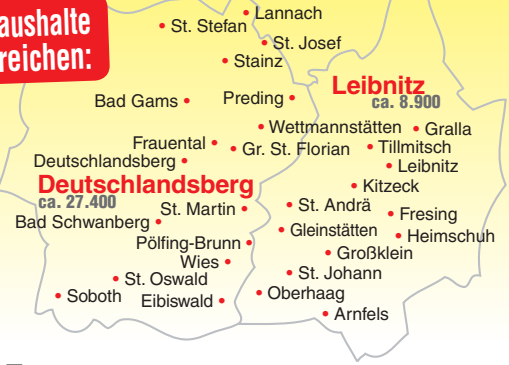 aushalte
reichen:
Lannach
St. Stefan
St. Josef
Stainz
Leibnitz
ca. 8.900
Bad Gams
Preding
Wettmannstätten
Gralla
Frauental
Gr. St. Florian
Tillmitsch
Deutschlandsberg
Leibnitz
Deutschlandsberg
ca. 27.400
Kitzeck
St. Martin
St. Andrä
Fresing
Bad Schwanberg
Gleinstätten
Heimschuh
Pölfing-Brunn
Großklein
Wies
St. Johann
St. Oswald
Soboth
Eibiswald
Oberhaag
Arnfels